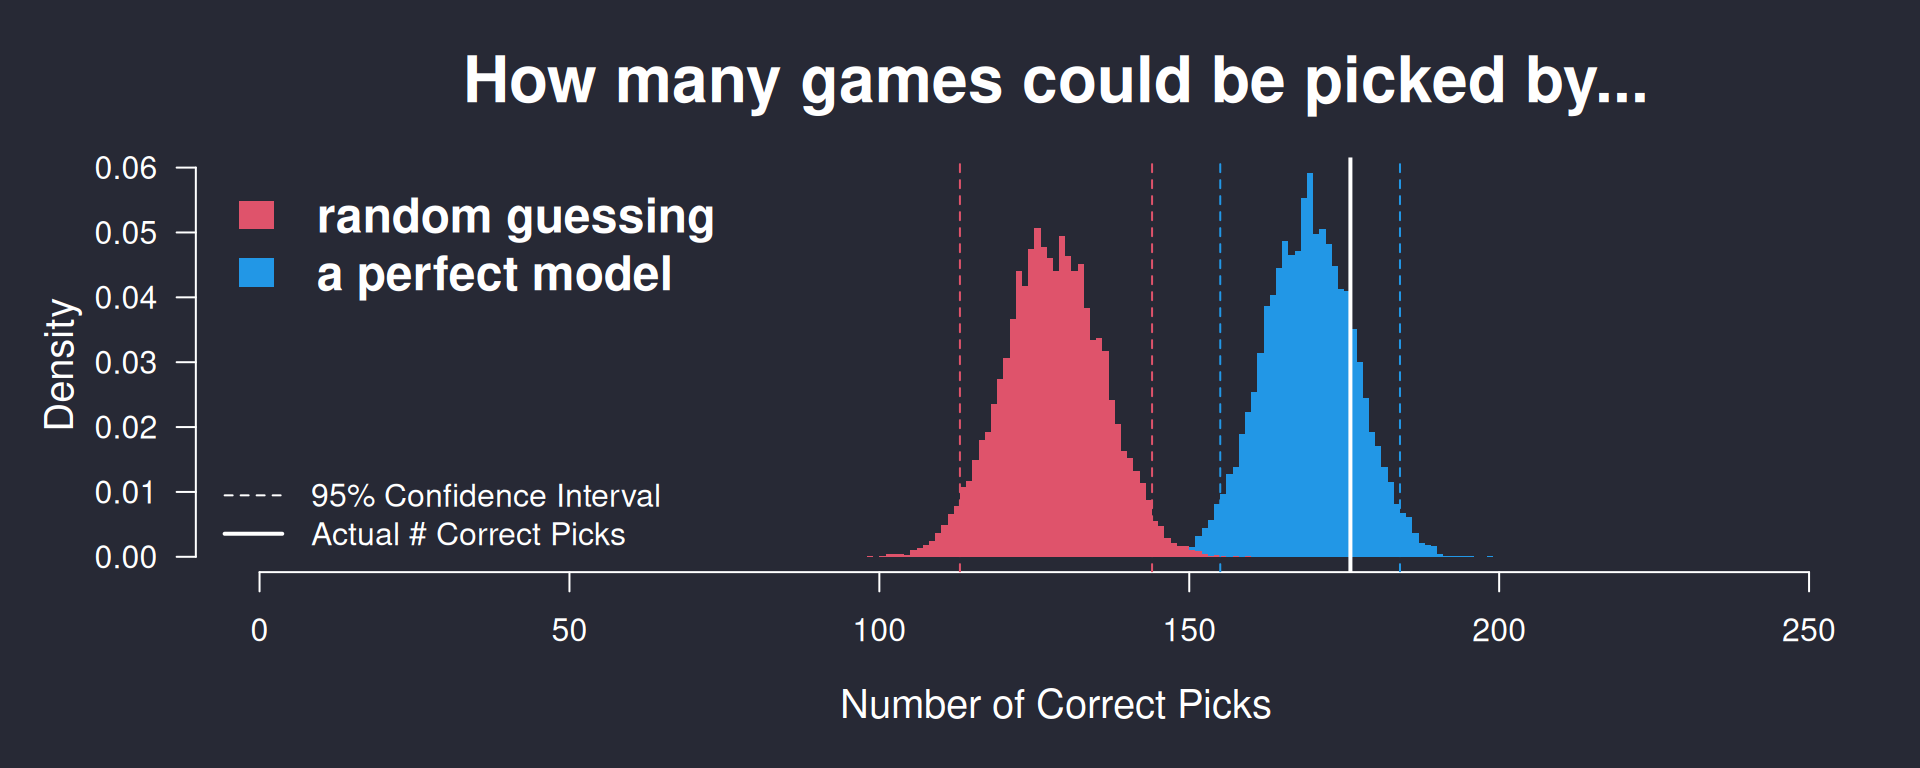 How many games could be picked by...
random guessing
a perfect model
95% Confidence Interval
Actual # Correct Picks
Density
0.06
0.05
0.04
0.03
0.02
0.01
0.00
0 50 100 150 200 250
Number of Correct Picks